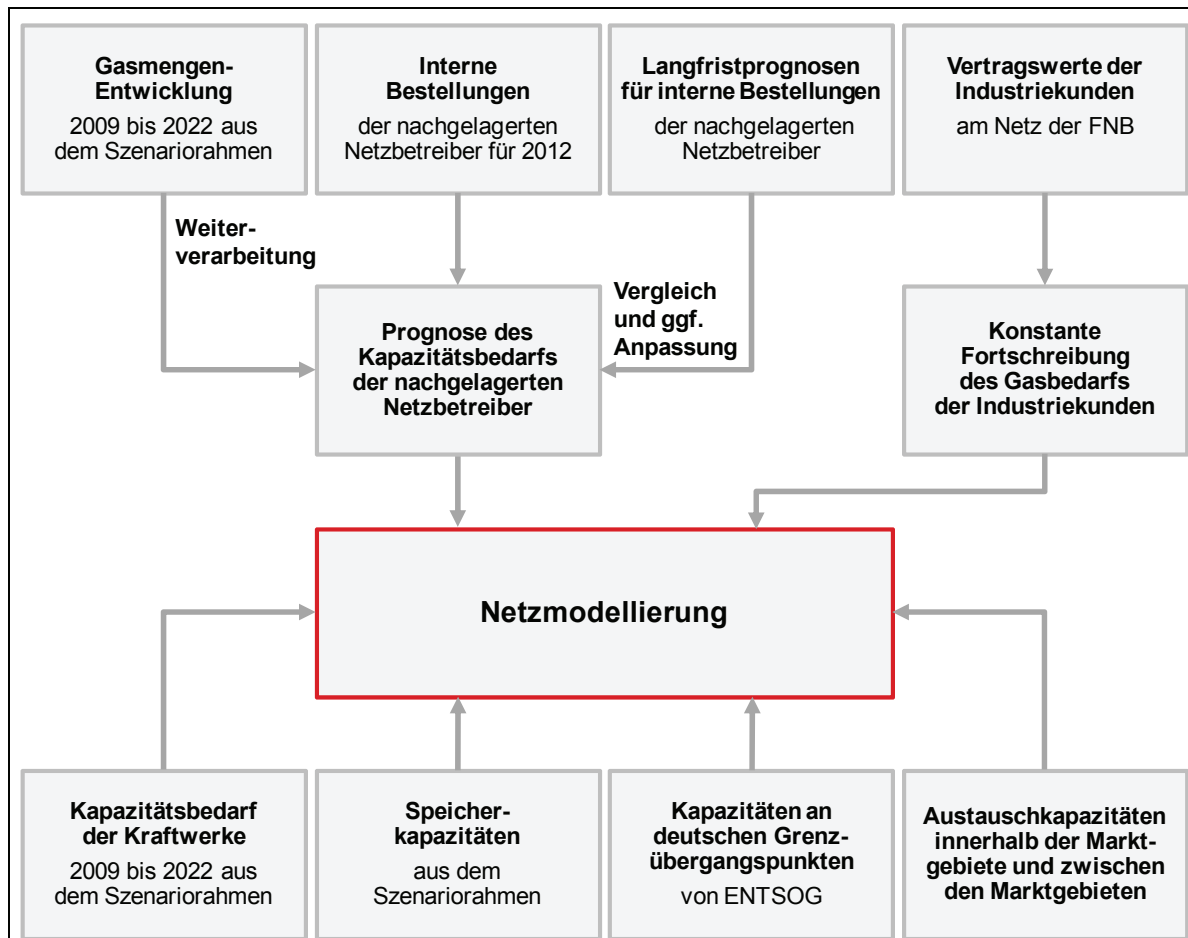 Gasmengen-
Entwicklung
2009 bis 2022 aus
dem Szenariorahmen
Interne
Bestellungen
der nachgelagerten
Netzbetreiber für 2012
Langfristprognosen
für interne Bestellungen
der nachgelagerten
Netzbetreiber
Vertragswerte der
Industriekunden
am Netz der FNB
Weiter-
verarbeitung
Prognose des
Kapazitätsbedarfs
der nachgelagerten
Netzbetreiber
Vergleich
und ggf.
Anpassung
Konstante
Fortschreibung
des Gasbedarfs
der Industriekunden
Netzmodellierung
Kapazitätsbedarf
der Kraftwerke
2009 bis 2022 aus
dem Szenariorahmen
Speicher-
kapazitäten
aus dem
Szenariorahmen
Kapazitäten an
deutschen Grenz-
übergangspunkten
von ENTSOG
Austauschkapazitäten
innerhalb der Markt-
gebiete und zwischen
den Marktgebieten